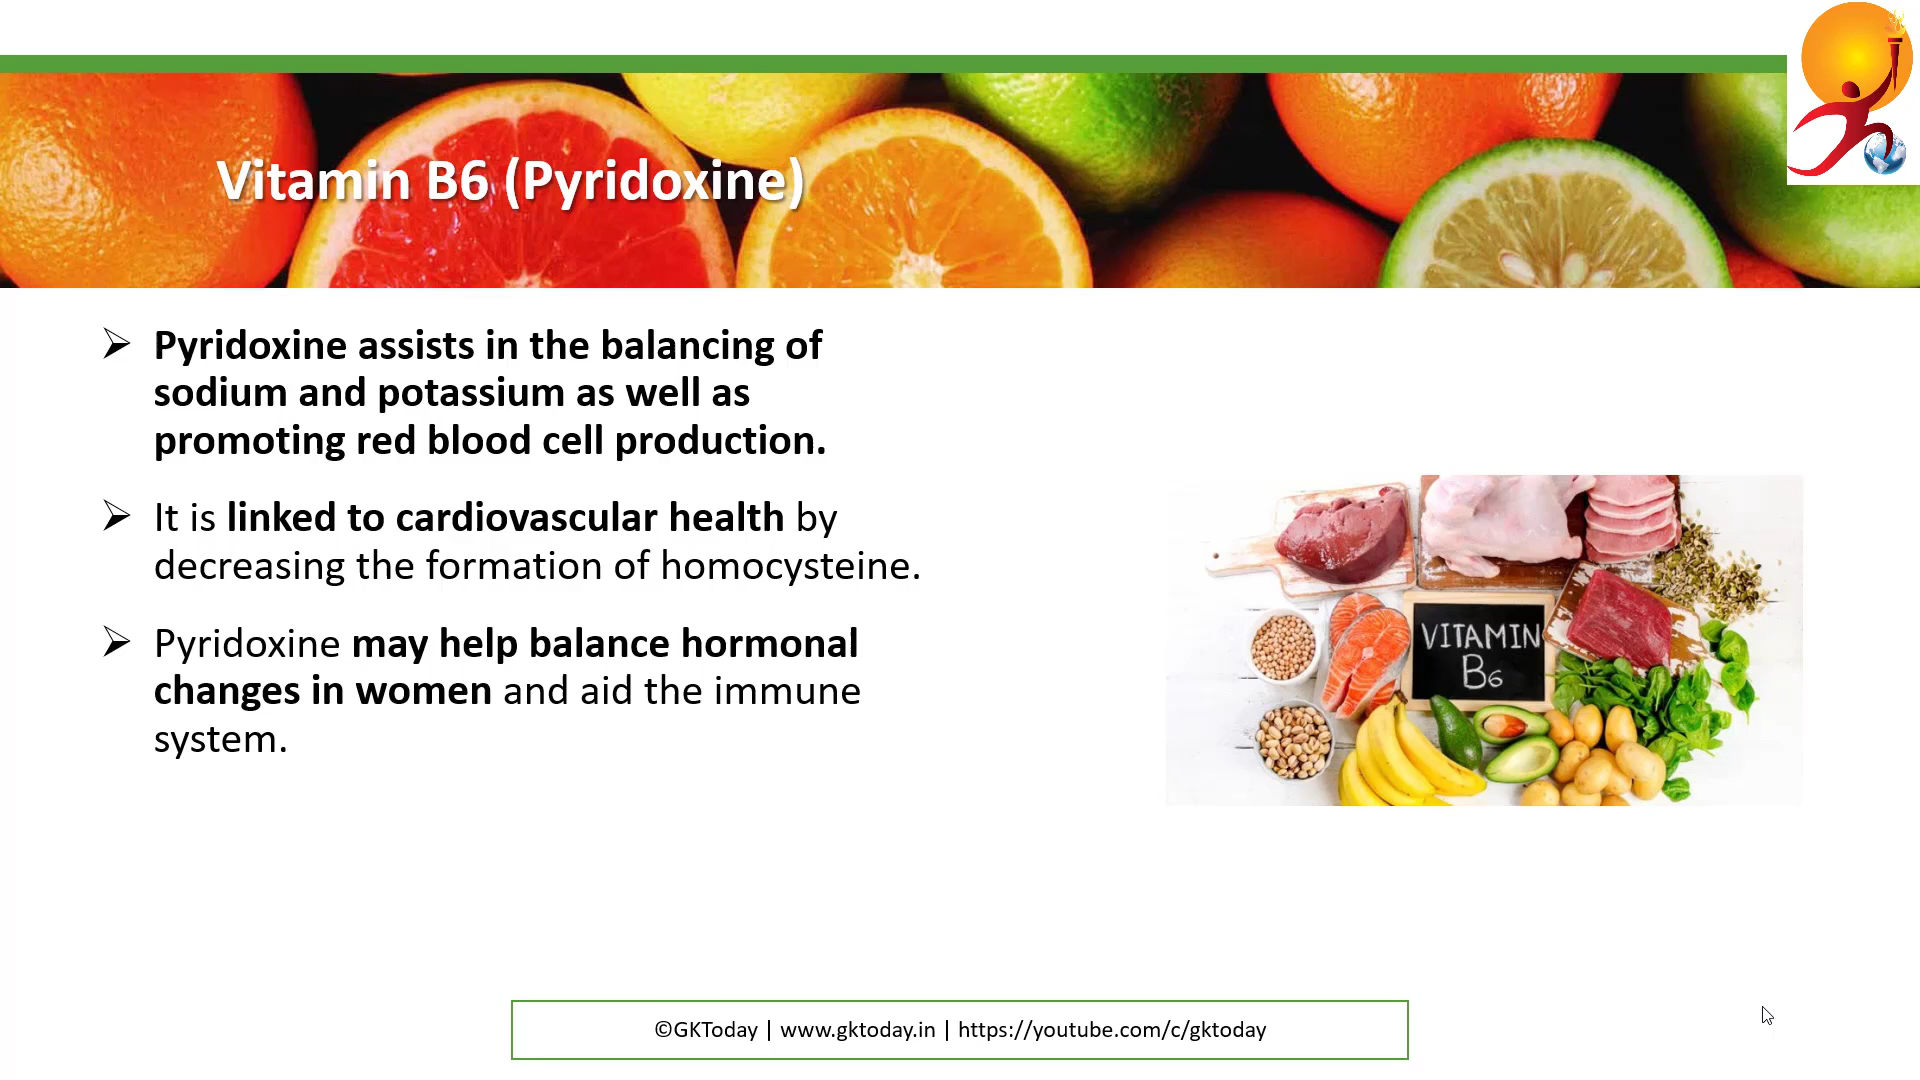 Vitamin B6 (Pyridoxine)
➢ Pyridoxine assists in the balancing of
sodium and potassium as well as
promoting red blood cell production.
➢ It is linked to cardiovascular health by
decreasing the formation of homocysteine.
➢ Pyridoxine may help balance hormonal
changes in women and aid the immune
system.
VITAMIN
B6
©GKToday | www.gktoday.in | https://youtube.com/c/gktoday